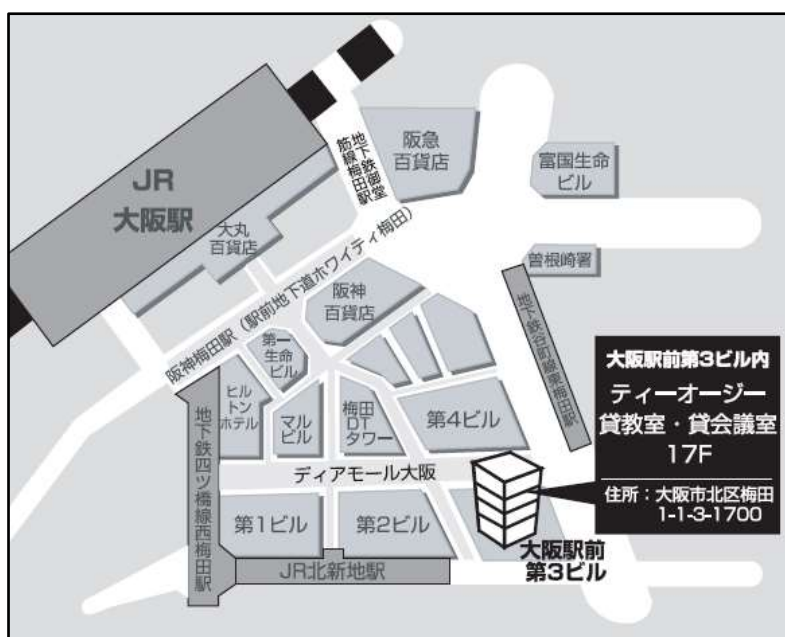 JR
大阪駅
地下鉄御堂
筋線梅田駅
阪急
百貨店
富国生命
ビル
大丸
百貨店
曽根崎署
阪神梅田駅（駅前地下道ホワイティ梅田）
阪神
百貨店
地下鉄谷町線東梅田駅
第一
生命
ビル
ヒル
トン
ホテル
マル
ビル
梅田
DT
タワー
第4ビル
地下鉄四ツ橋線西梅田駅
ディアモール大阪
第1ビル
第2ビル
JR北新地駅
大阪駅前
第3ビル
大阪駅前第3ビル内
ティーオージー
貸教室・貸会議室
17F
住所：大阪市北区梅田
1-1-3-1700